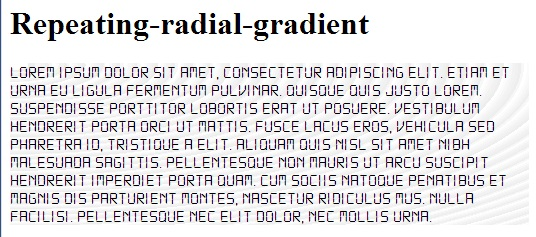 Repeating-radial-gradient
LOREM IPSUM DOLOR SIT AMET, CONSECTETUR ADIPISCING ELIT. ETIAM ET
URNA EU LIGULA FERMENTUM PULVINAR. QUISQUE QUIS JUSTO LOREM.
SUSPENDISSE PORTTITOR LOBORTIS ERAT UT POSUERE. VESTIBULUM
HENDRERIT PORTA ORCI UT MATTIS. FUSCE LACUS EROS, VEHICULA SED
PHARETRA ID, TRISTIQUE A ELIT. ALIQUAM QUIS NISL SIT AMET NIBH
MALESUADA SAGITTIS. PELLENTESQUE NON MAURIS UT ARCU SUSCIPIT
HENDRERIT IMPERDIET PORTA QUAM. CUM SOCIIS NATOQUE PENATIBUS ET
MAGNIS DIS PARTURIENT MONTES, NASCETUR RIDICULUS MUS. NULLA
FACILISI. PELLENTESQUE NEC ELIT DOLOR, NEC MOLLIS URNA.